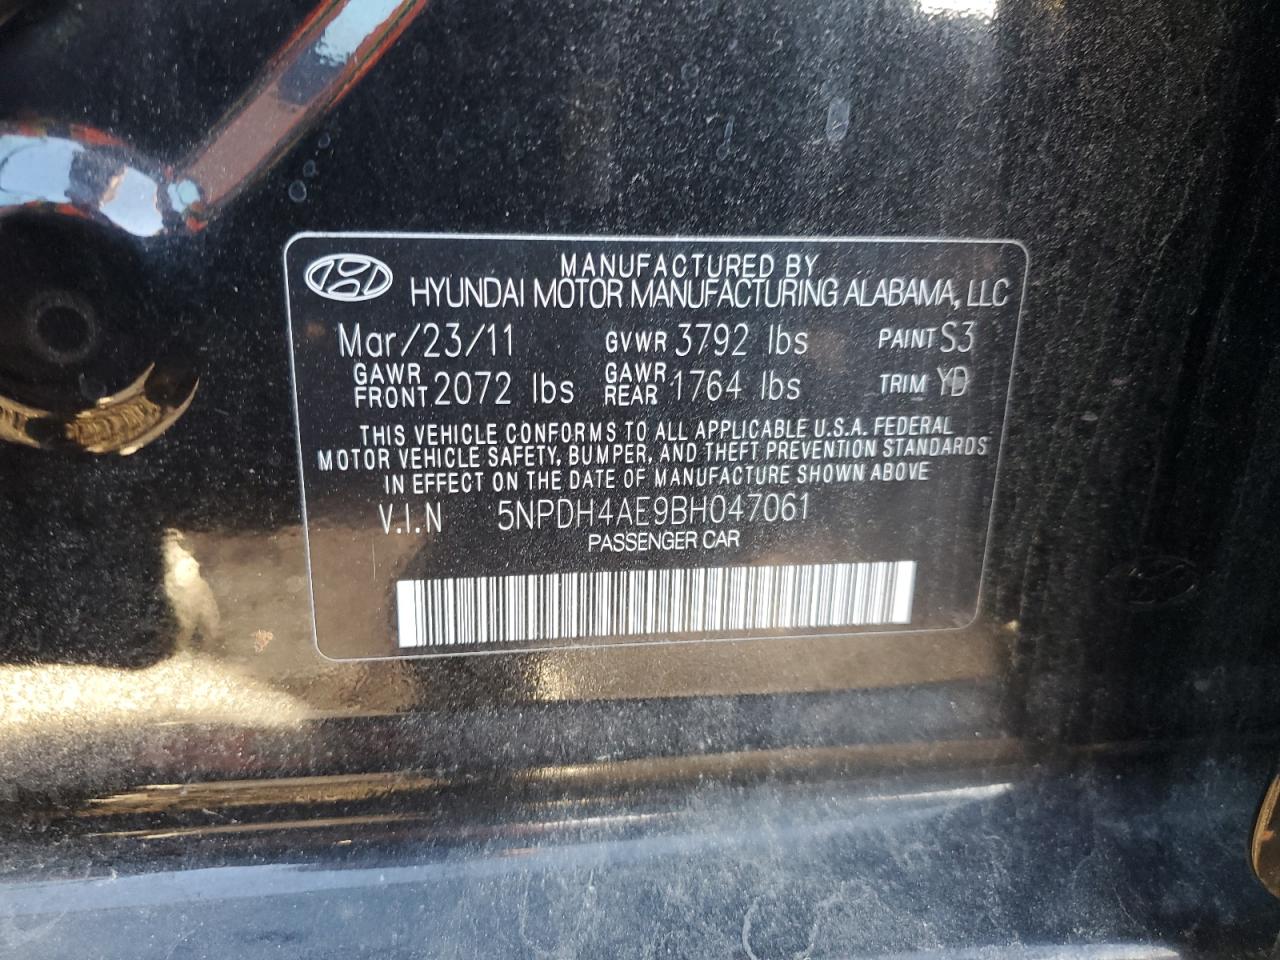 MANUFACTURED BY
HYUNDAI MOTOR MANUFACTURING ALABAMA, LLC
Mar/23/11 GVWR 3792 lbs PAINT S3
GAWR FRONT 2072 lbs GAWR REAR 1764 lbs TRIM YD
THIS VEHICLE CONFORMS TO ALL APPLICABLE U.S.A. FEDERAL
MOTOR VEHICLE SAFETY, BUMPER, AND THEFT PREVENTION STANDARDS
IN EFFECT ON THE DATE OF MANUFACTURE SHOWN ABOVE
V.I.N 5NPDH4AE9BH047061
PASSENGER CAR